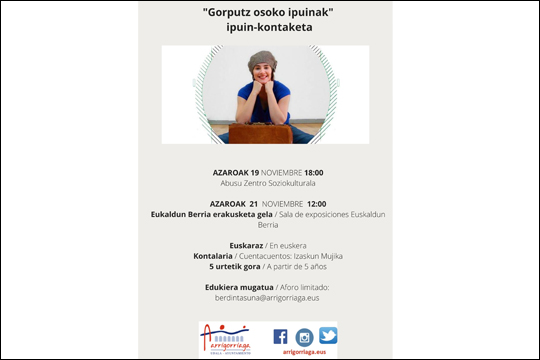 "Gorputz osoko ipuinak"
ipuin-kontaketa
AZAROAK 19 NOVIEMBRE 18:00
Abusu Zentro Soziokulturala
AZAROAK 21 NOVIEMBRE 12:00
Eukaldun Berria erakusketa gela / Sala de exposiciones Euskaldun
Berria
Euskaraz / En euskera
Kontalaria / Cuentacuentos: Izaskun Mujika
5 urtetik gora / A partir de 5 años
Edukiera mugatua / Aforo limitado:
berdintasuna@arrigorriaga.eus
arrigorriaga
UDALA - AYUNTAMIENTO
arrigorriaga.eus